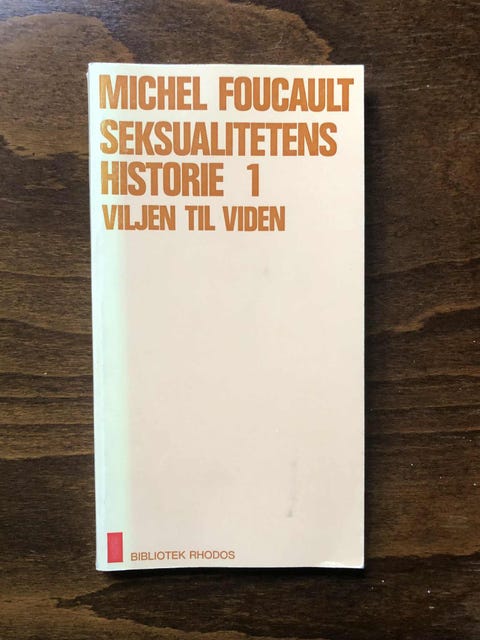 MICHEL FOUCAULT
SEKSUALITETENS
HISTORIE 1
VILJEN TIL VIDEN
BIBLIOTEK RHODOS